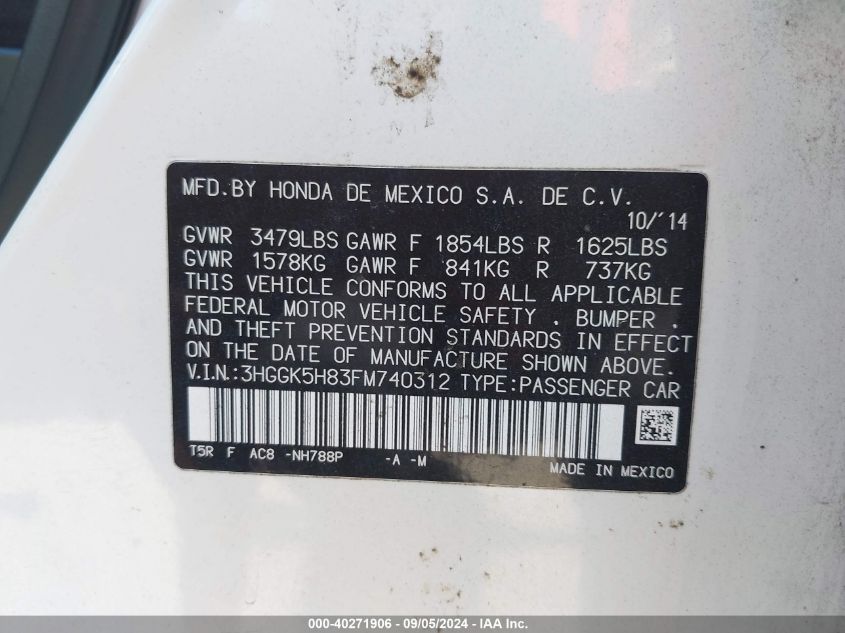 MFD.BY HONDA DE MEXICO S.A. DE C.V.
10/'14
GVWR 3479LBS GAWR F 1854LBS R 1625LBS
GVWR 1578KG GAWR F 841KG R 737KG
THIS VEHICLE CONFORMS TO ALL APPLICABLE
FEDERAL MOTOR VEHICLE SAFETY , BUMPER ,
AND THEFT PREVENTION STANDARDS IN EFFECT
ON THE DATE OF MANUFACTURE SHOWN ABOVE.
V.I.N.:3HGGK5H83FM740312 TYPE:PASSENGER CAR
T5R F AC8 -NH788P -A -M
MADE IN MEXICO
000-40271906 - 09/05/2024 - IAA Inc.